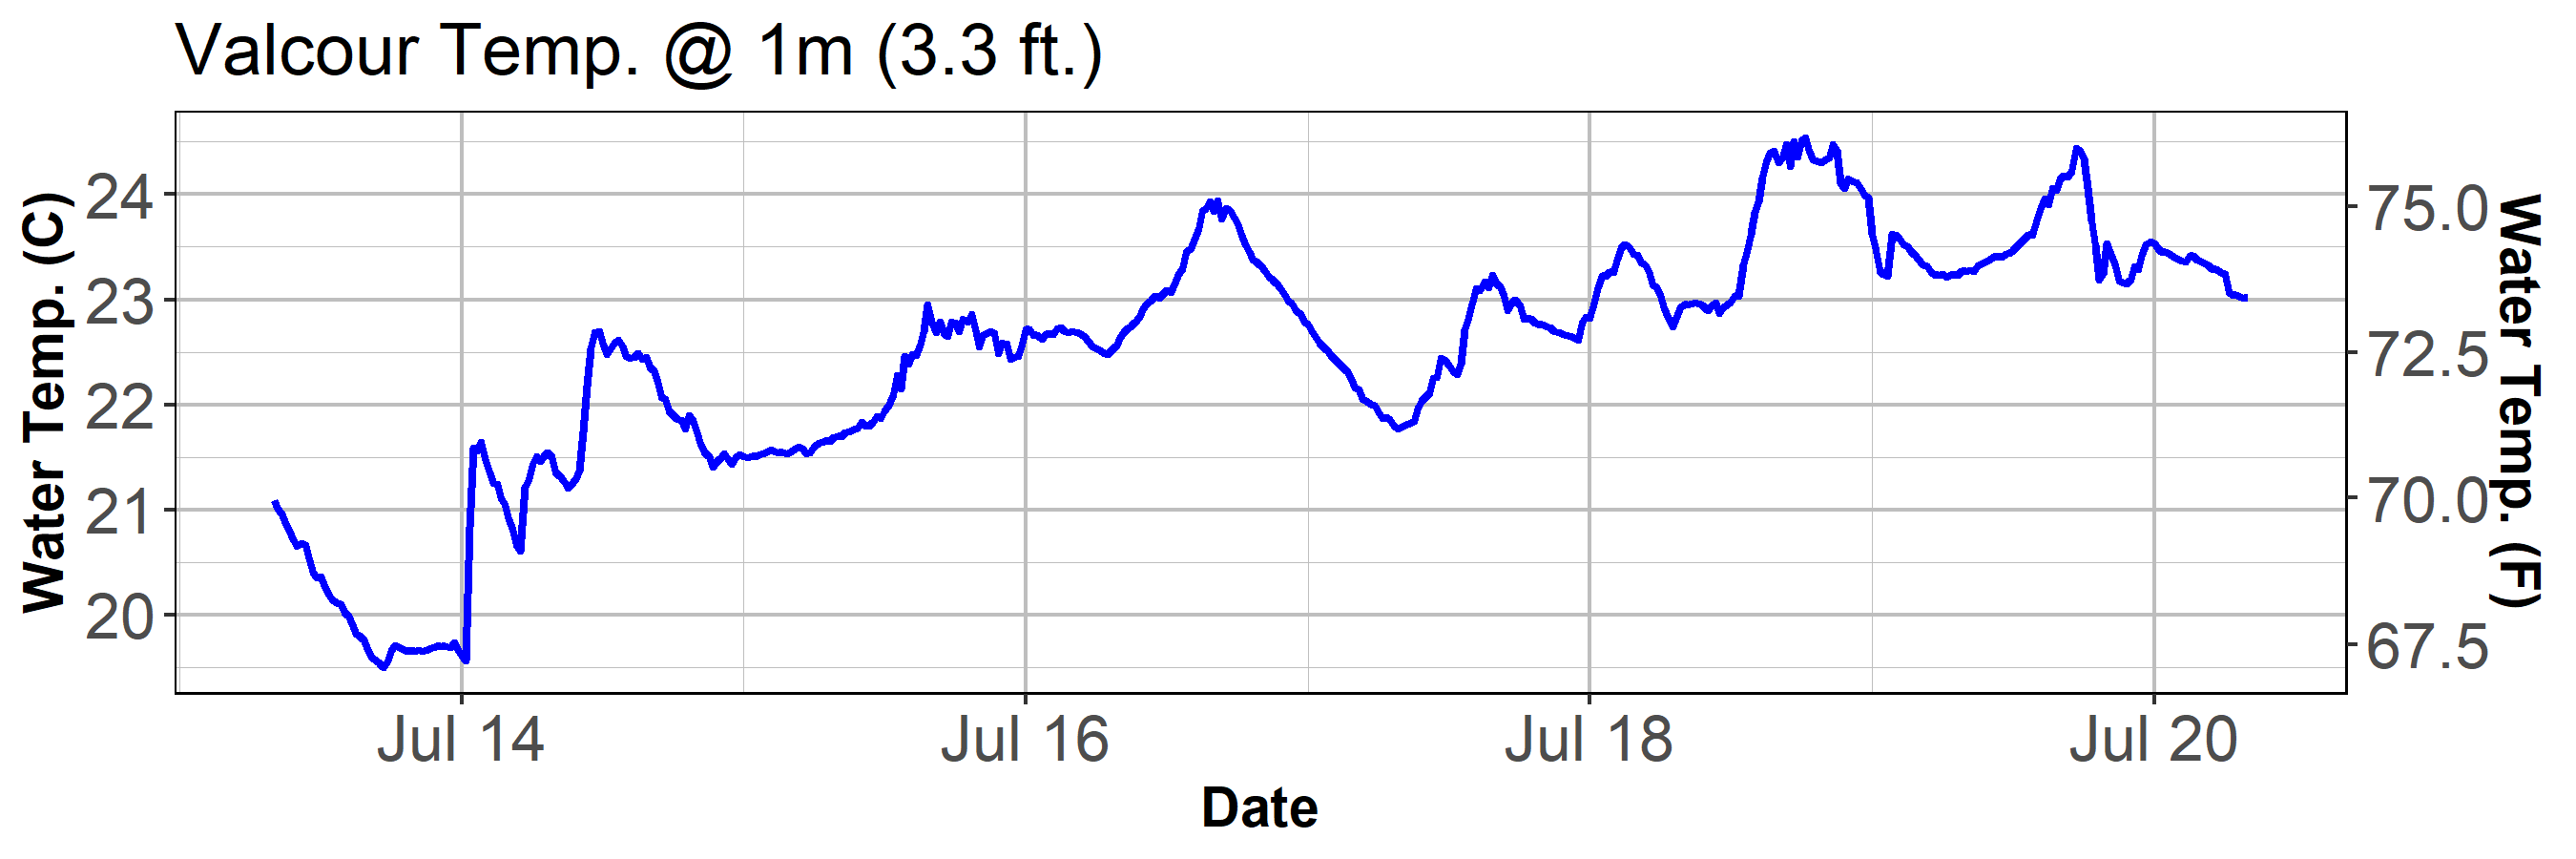 Valcour Temp. @ 1m (3.3 ft.)
Water Temp. (C)
24
23
22
21
20
75.0
72.5
70.0
67.5
Water Temp. (F)
Jul 14 Jul 16 Jul 18 Jul 20
Date